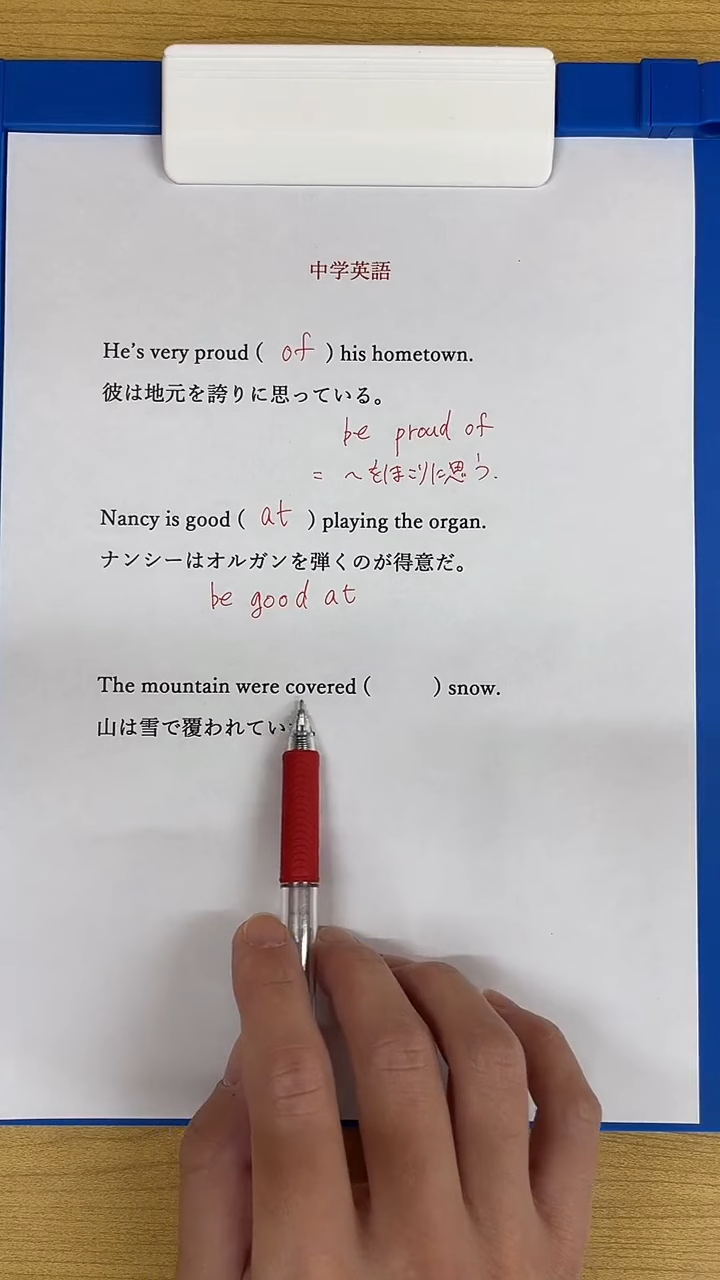 中学英語
He's very proud ( of ) his hometown.
彼は地元を誇りに思っている。
be proud of
= ～をほこりに思う.
Nancy is good ( at ) playing the organ.
ナンシーはオルガンを弾くのが得意だ。
be good at
The mountain were covered ( ) snow.
山は雪で覆われてい